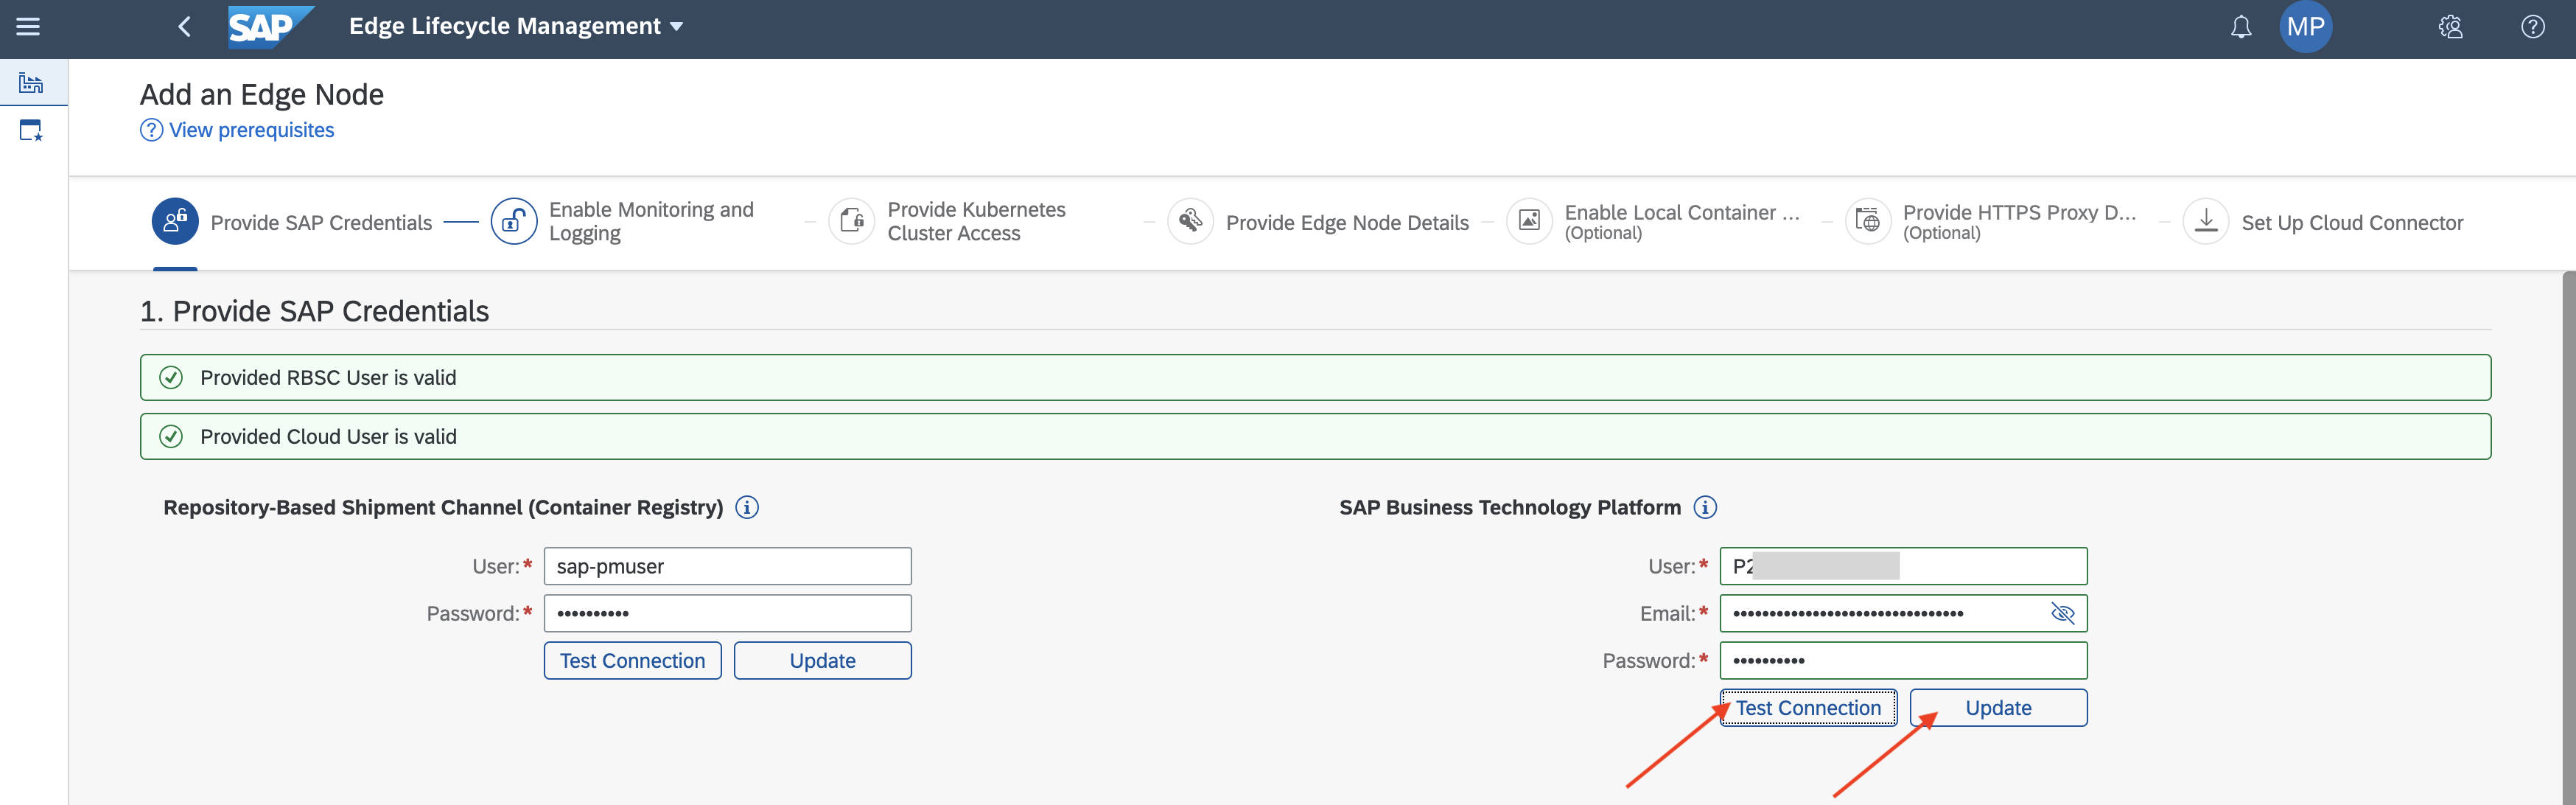 SAP
Edge Lifecycle Management
MP
Add an Edge Node
View prerequisites
Provide SAP Credentials
Enable Monitoring and
Logging
Provide Kubernetes
Cluster Access
Provide Edge Node Details
Enable Local Container ...
(Optional)
Provide HTTPS Proxy D...
(Optional)
Set Up Cloud Connector
1. Provide SAP Credentials
Provided RBSC User is valid
Provided Cloud User is valid
Repository-Based Shipment Channel (Container Registry)
User:* sap-pmuser
Password:* ••••••••••
Test Connection Update
SAP Business Technology Platform
User:* P2
Email:* ••••••••••••••••••••••••••••••••
Password:* ••••••••••
Test Connection Update